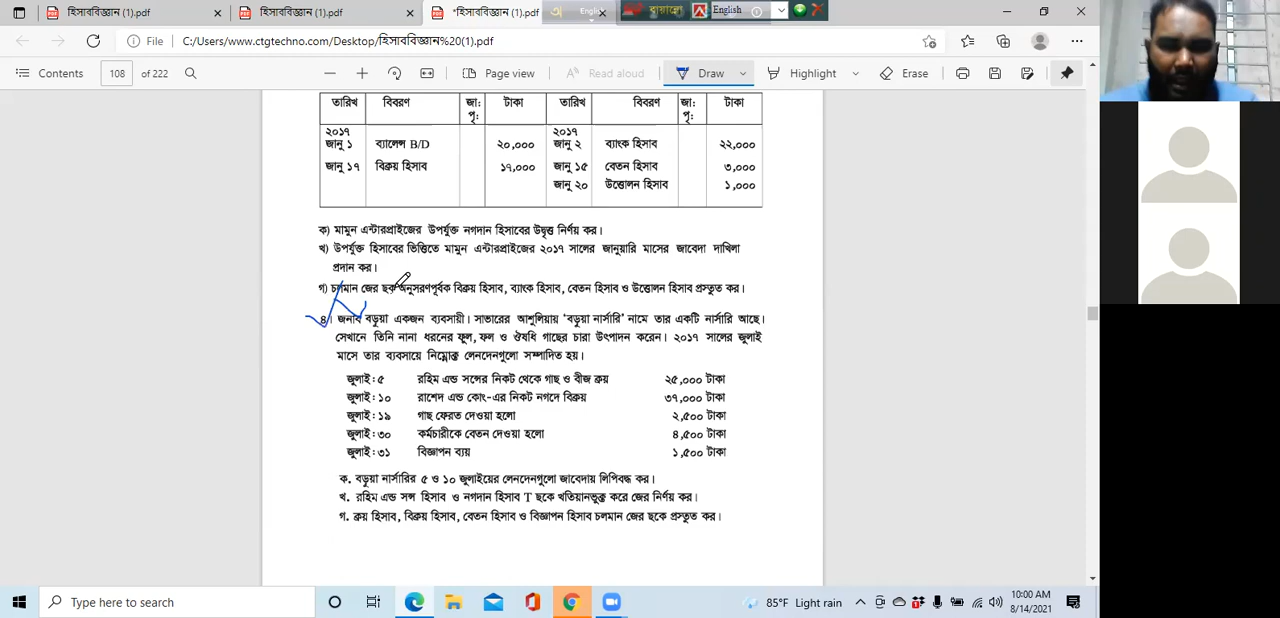 হিসাববিজ্ঞান (1).pdf
হিসাববিজ্ঞান (1).pdf
*হিসাববিজ্ঞান (1).pdf
English
File
C:/Users/www.ctgtechno.com/Desktop/হিসাববিজ্ঞান%20(1).pdf
Contents 108 of 222 Page view Read aloud Draw Highlight Erase
তারিখ বিবরণ জা: পৃ: টাকা তারিখ বিবরণ জা: পৃ: টাকা
২০১৭ ২০১৭
জানু ১ ব্যালেন্স B/D ২০,০০০ জানু ২ ব্যাংক হিসাব ২২,০০০
জানু ১৭ বিক্রয় হিসাব ১৭,০০০ জানু ১৫ বেতন হিসাব ৩,০০০
জানু ২০ উত্তোলন হিসাব ১,০০০
ক) মামুন এন্টারপ্রাইজের উপর্যুক্ত নগদান হিসাবের উদ্বৃত্ত নির্ণয় কর।
খ) উপর্যুক্ত হিসাবের ভিত্তিতে মামুন এন্টারপ্রাইজের ২০১৭ সালের জানুয়ারি মাসের জাবেদা দাখিলা
প্রদান কর।
গ) চলমান জের ছক অনুসরণপূর্বক বিক্রয় হিসাব, ব্যাংক হিসাব, বেতন হিসাব ও উত্তোলন হিসাব প্রস্তুত কর।
৪। জনাব বড়ুয়া একজন ব্যবসায়ী। সাভারের আশুলিয়ায় ‘বড়ুয়া নার্সারি’ নামে তার একটি নার্সারি আছে।
সেখানে তিনি নানা ধরনের ফুল, ফল ও ঔষধি গাছের চারা উৎপাদন করেন। ২০১৭ সালের জুলাই
মাসে তার ব্যবসায়ে নিম্নোক্ত লেনদেনগুলো সম্পাদিত হয়।
জুলাই: ৫ রহিম এন্ড সন্সের নিকট থেকে গাছ ও বীজ ক্রয় ২৫,০০০ টাকা
জুলাই: ১০ রাশেদ এন্ড কোং-এর নিকট নগদে বিক্রয় ৩৭,০০০ টাকা
জুলাই: ১৯ গাছ ফেরত দেওয়া হলো ২,৫০০ টাকা
জুলাই: ৩০ কর্মচারীকে বেতন দেওয়া হলো ৪,৫০০ টাকা
জুলাই: ৩১ বিজ্ঞাপন ব্যয় ১,৫০০ টাকা
ক. বড়ুয়া নার্সারির ৫ ও ১০ জুলাইয়ের লেনদেনগুলো জাবেদায় লিপিবদ্ধ কর।
খ. রহিম এন্ড সন্স হিসাব ও নগদান হিসাব T ছকে খতিয়ানভুক্ত করে জের নির্ণয় কর।
গ. ক্রয় হিসাব, বিক্রয় হিসাব, বেতন হিসাব ও বিজ্ঞাপন হিসাব চলমান জের ছকে প্রস্তুত কর।
Type here to search
85°F Light rain
10:00 AM
8/14/2021